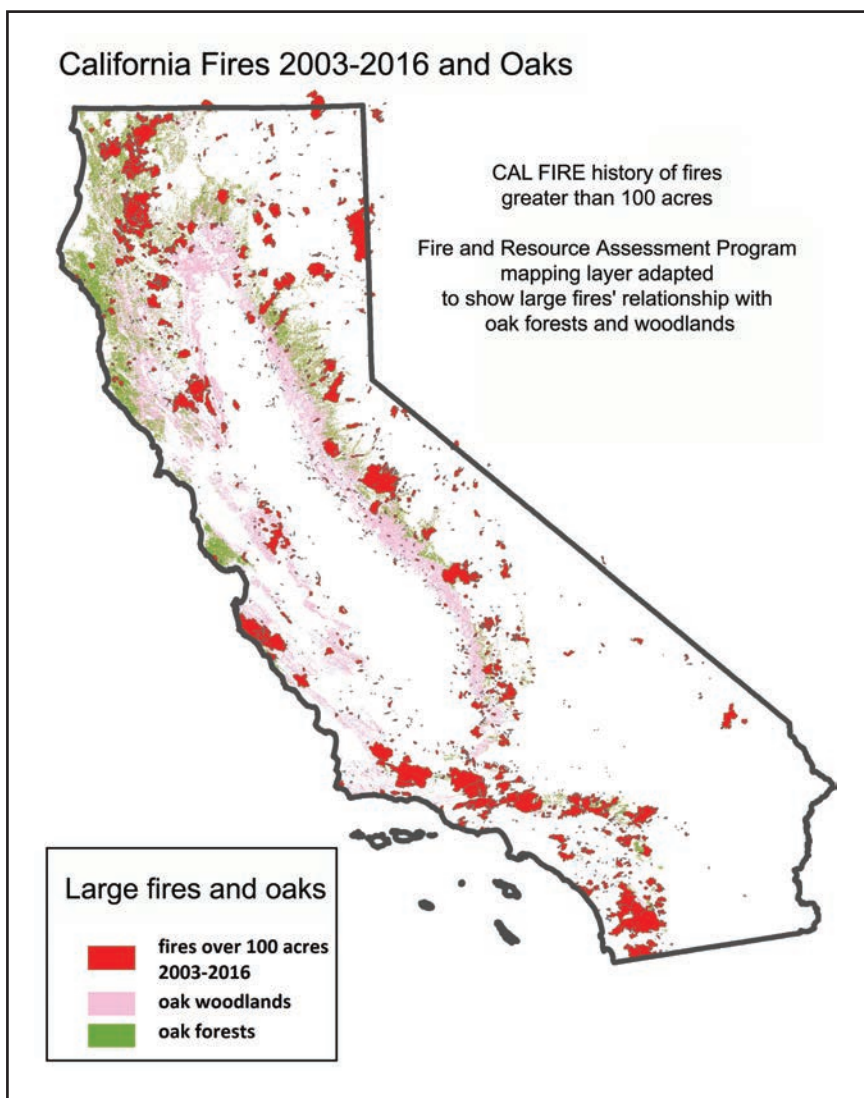 California Fires 2003-2016 and Oaks
CAL FIRE history of fires
greater than 100 acres
Fire and Resource Assessment Program
mapping layer adapted
to show large fires' relationship with
oak forests and woodlands
Large fires and oaks
fires over 100 acres
2003-2016
oak woodlands
oak forests